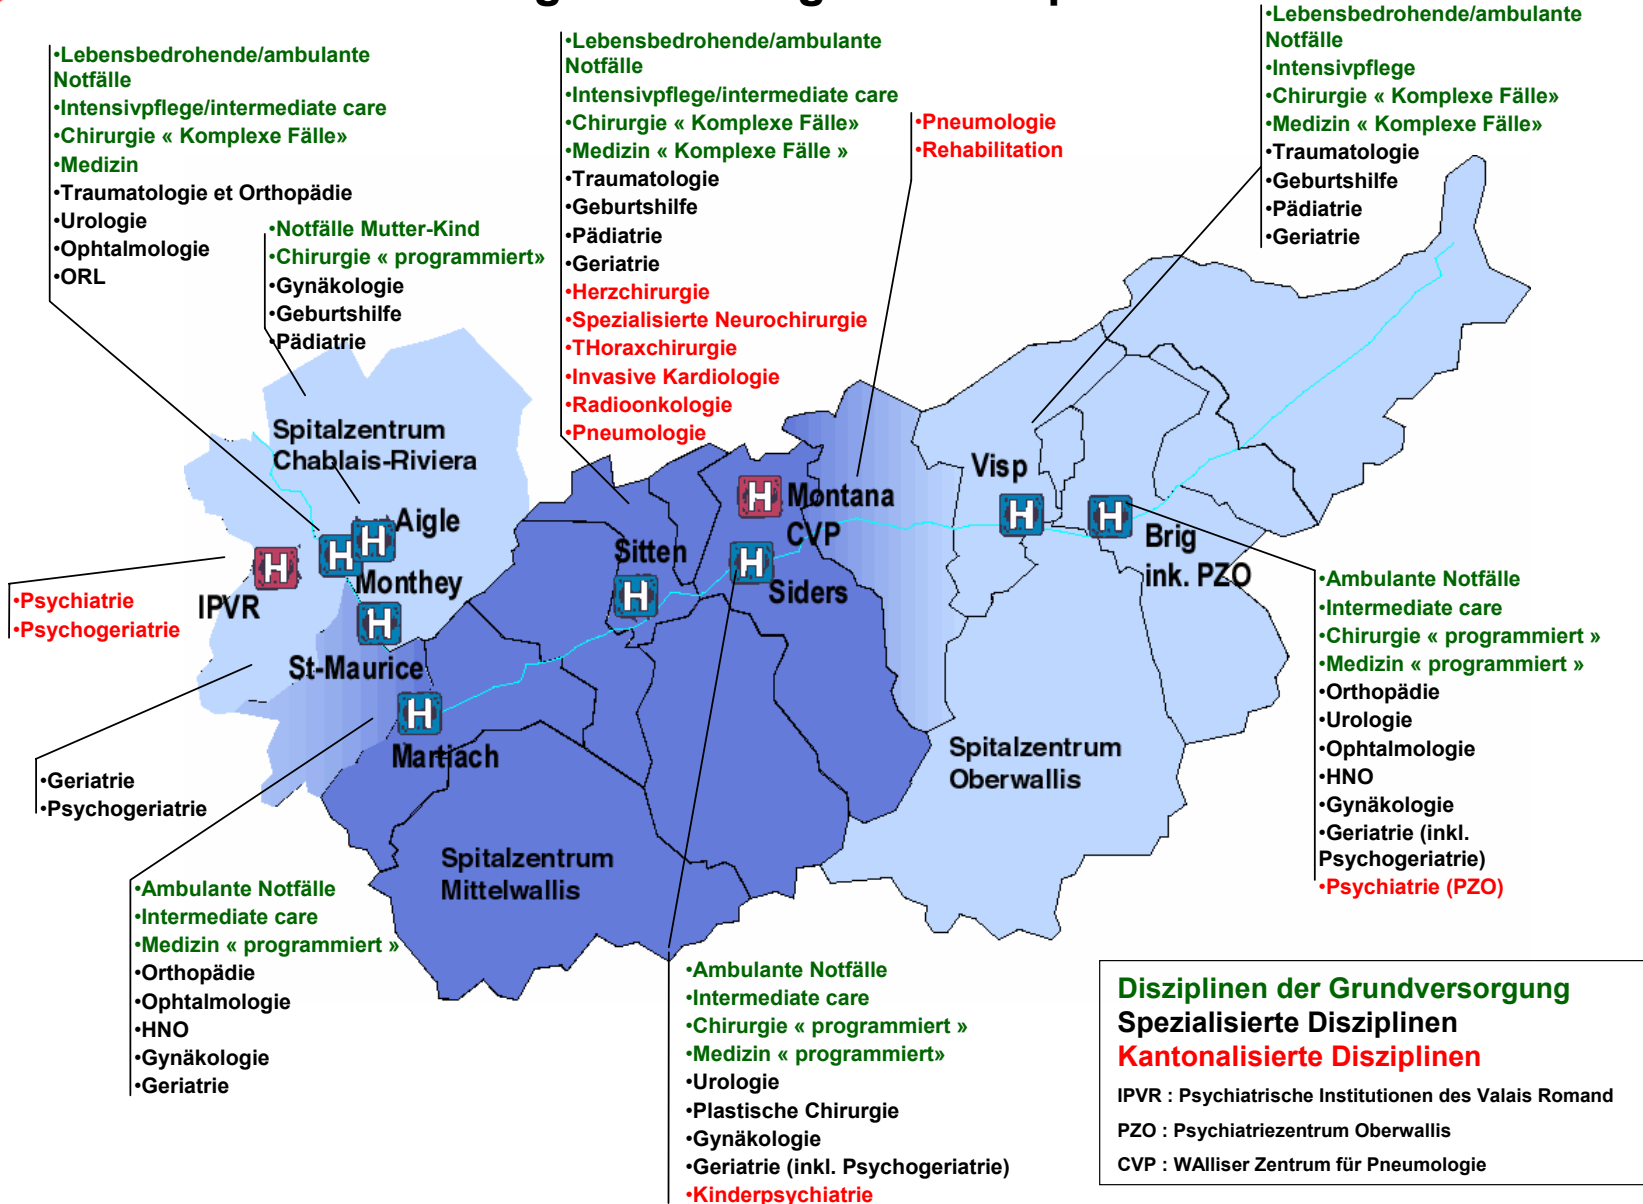 •Lebensbedrohende/ambulante
Notfälle
•Intensivpflege/intermediate care
•Chirurgie « Komplexe Fälle»
•Medizin
•Traumatologie et Orthopädie
•Urologie
•Ophtalmologie
•ORL
•Notfälle Mutter-Kind
•Chirurgie « programmiert»
•Gynäkologie
•Geburtshilfe
•Pädiatrie
•Lebensbedrohende/ambulante
Notfälle
•Intensivpflege/intermediate care
•Chirurgie « Komplexe Fälle»
•Medizin « Komplexe Fälle »
•Traumatologie
•Geburtshilfe
•Pädiatrie
•Geriatrie
•Herzchirurgie
•Spezialisierte Neurochirurgie
•THoraxchirurgie
•Invasive Kardiologie
•Radioonkologie
•Pneumologie
•Pneumologie
•Rehabilitation
•Lebensbedrohende/ambulante
Notfälle
•Intensivpflege
•Chirurgie « Komplexe Fälle»
•Medizin « Komplexe Fälle»
•Traumatologie
•Geburtshilfe
•Pädiatrie
•Geriatrie
Spitalzentrum
Chablais-Riviera
H
Aigle
H
Monthey
H
IPVR
H
St-Maurice
H
Martiach
H
Sitten
H
Montana
CVP
H
Siders
H
Visp
H
Brig
ink. PZO
H
Spitalzentrum
Oberwallis
Spitalzentrum
Mittelwallis
•Psychiatrie
•Psychogeriatrie
•Geriatrie
•Psychogeriatrie
•Ambulante Notfälle
•Intermediate care
•Medizin « programmiert »
•Orthopädie
•Ophtalmologie
•HNO
•Gynäkologie
•Geriatrie
•Ambulante Notfälle
•Intermediate care
•Chirurgie « programmiert »
•Medizin « programmiert»
•Urologie
•Plastische Chirurgie
•Gynäkologie
•Geriatrie (inkl. Psychogeriatrie)
•Kinderpsychiatrie
•Ambulante Notfälle
•Intermediate care
•Chirurgie « programmiert »
•Medizin « programmiert »
•Orthopädie
•Urologie
•Ophtalmologie
•HNO
•Gynäkologie
•Geriatrie (inkl.
Psychogeriatrie)
•Psychiatrie (PZO)
Disziplinen der Grundversorgung
Spezialisierte Disziplinen
Kantonalisierte Disziplinen
IPVR : Psychiatrische Institutionen des Valais Romand
PZO : Psychiatriezentrum Oberwallis
CVP : WAlliser Zentrum für Pneumologie